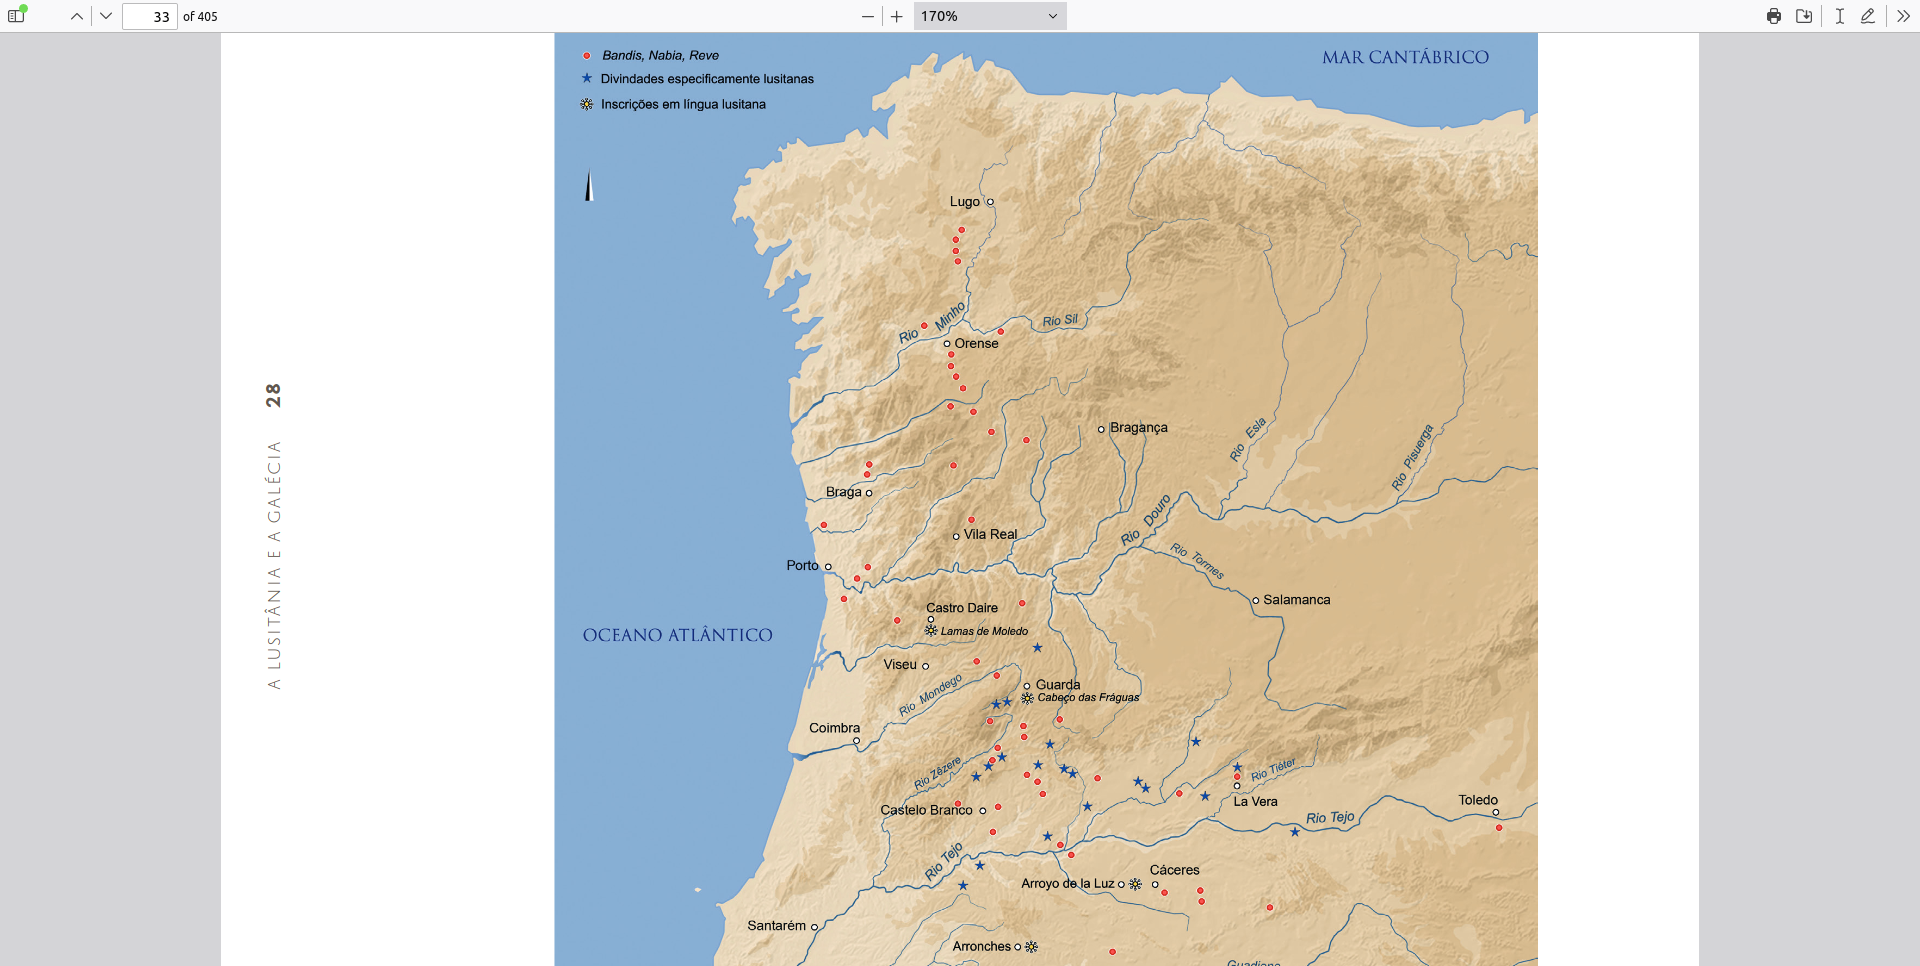 33 of 405
170%
28
A LUSITÂNIA E A GALÉCIA
Bandis, Nabia, Reve
Divindades especificamente lusitanas
Inscrições em língua lusitana
MAR CANTÁBRICO
Lugo
Rio Minho
Rio Sil
Orense
Bragança
Rio Esla
Rio Pisuerga
Braga
Rio Douro
Vila Real
Rio Tormes
Porto
Salamanca
Castro Daire
Lamas de Moledo
OCEANO ATLÂNTICO
Viseu
Guarda
Cabeço das Fráguas
Rio Mondego
Coimbra
Rio Zêzere
Rio Tiéter
La Vera
Castelo Branco
Toledo
Rio Tejo
Rio Tejo
Cáceres
Arroyo de la Luz
Santarém
Arronches
Guadiana